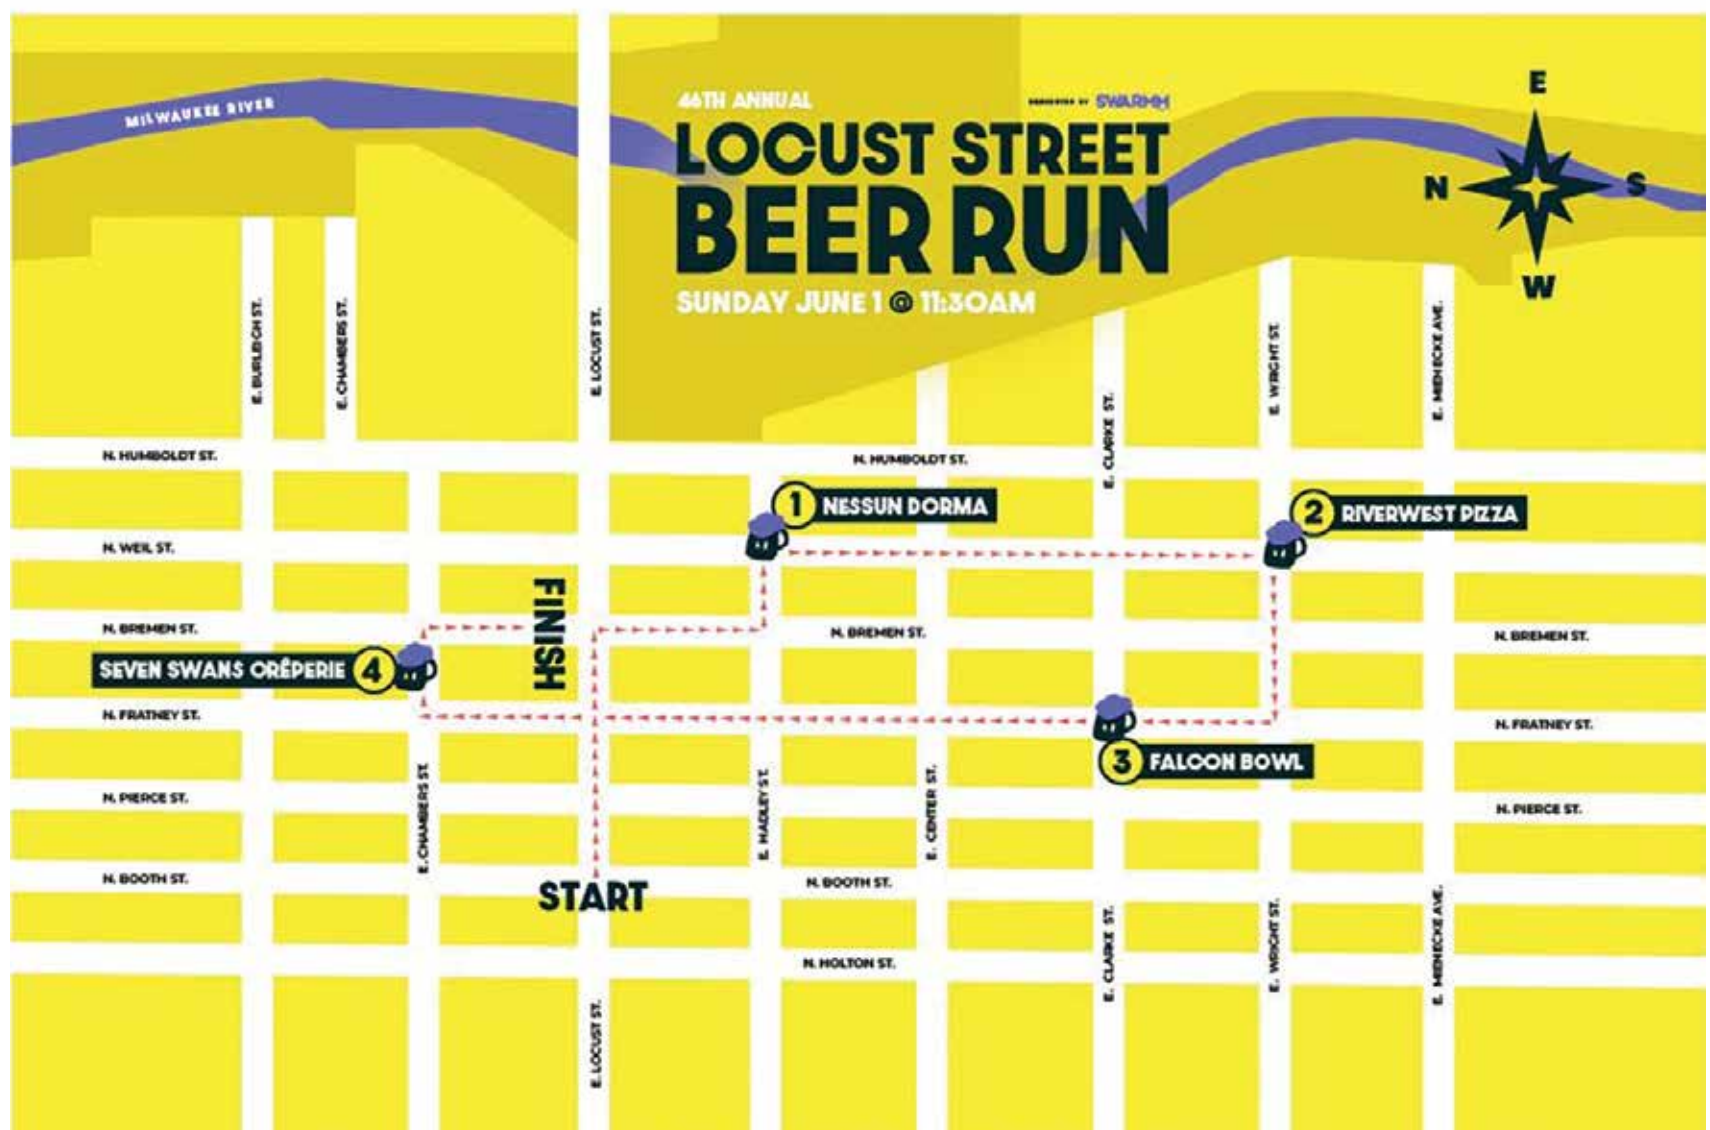 46TH ANNUAL
PRESENTED BY SWARMM
LOCUST STREET
BEER RUN
SUNDAY JUNE 1 @ 11:30AM
MILWAUKEE RIVER
E
N
S
W
E. BURLEIGH ST.
E. CHAMBERS ST.
E. LOCUST ST.
E. CLARKE ST.
E. WRIGHT ST.
E. MEINECKE AVE.
N. HUMBOLDT ST.
N. HUMBOLDT ST.
1 NESSUN DORMA
2 RIVERWEST PIZZA
N. WEIL ST.
FINISH
N. BREMEN ST.
N. BREMEN ST.
N. BREMEN ST.
SEVEN SWANS CRÊPERIE 4
N. FRATNEY ST.
N. FRATNEY ST.
3 FALCON BOWL
N. PIERCE ST.
N. PIERCE ST.
E. CHAMBERS ST.
E. HADLEY ST.
E. CENTER ST.
N. BOOTH ST.
N. BOOTH ST.
START
N. HOLTON ST.
E. CLARKE ST.
E. WRIGHT ST.
E. MEINECKE AVE.
E. LOCUST ST.